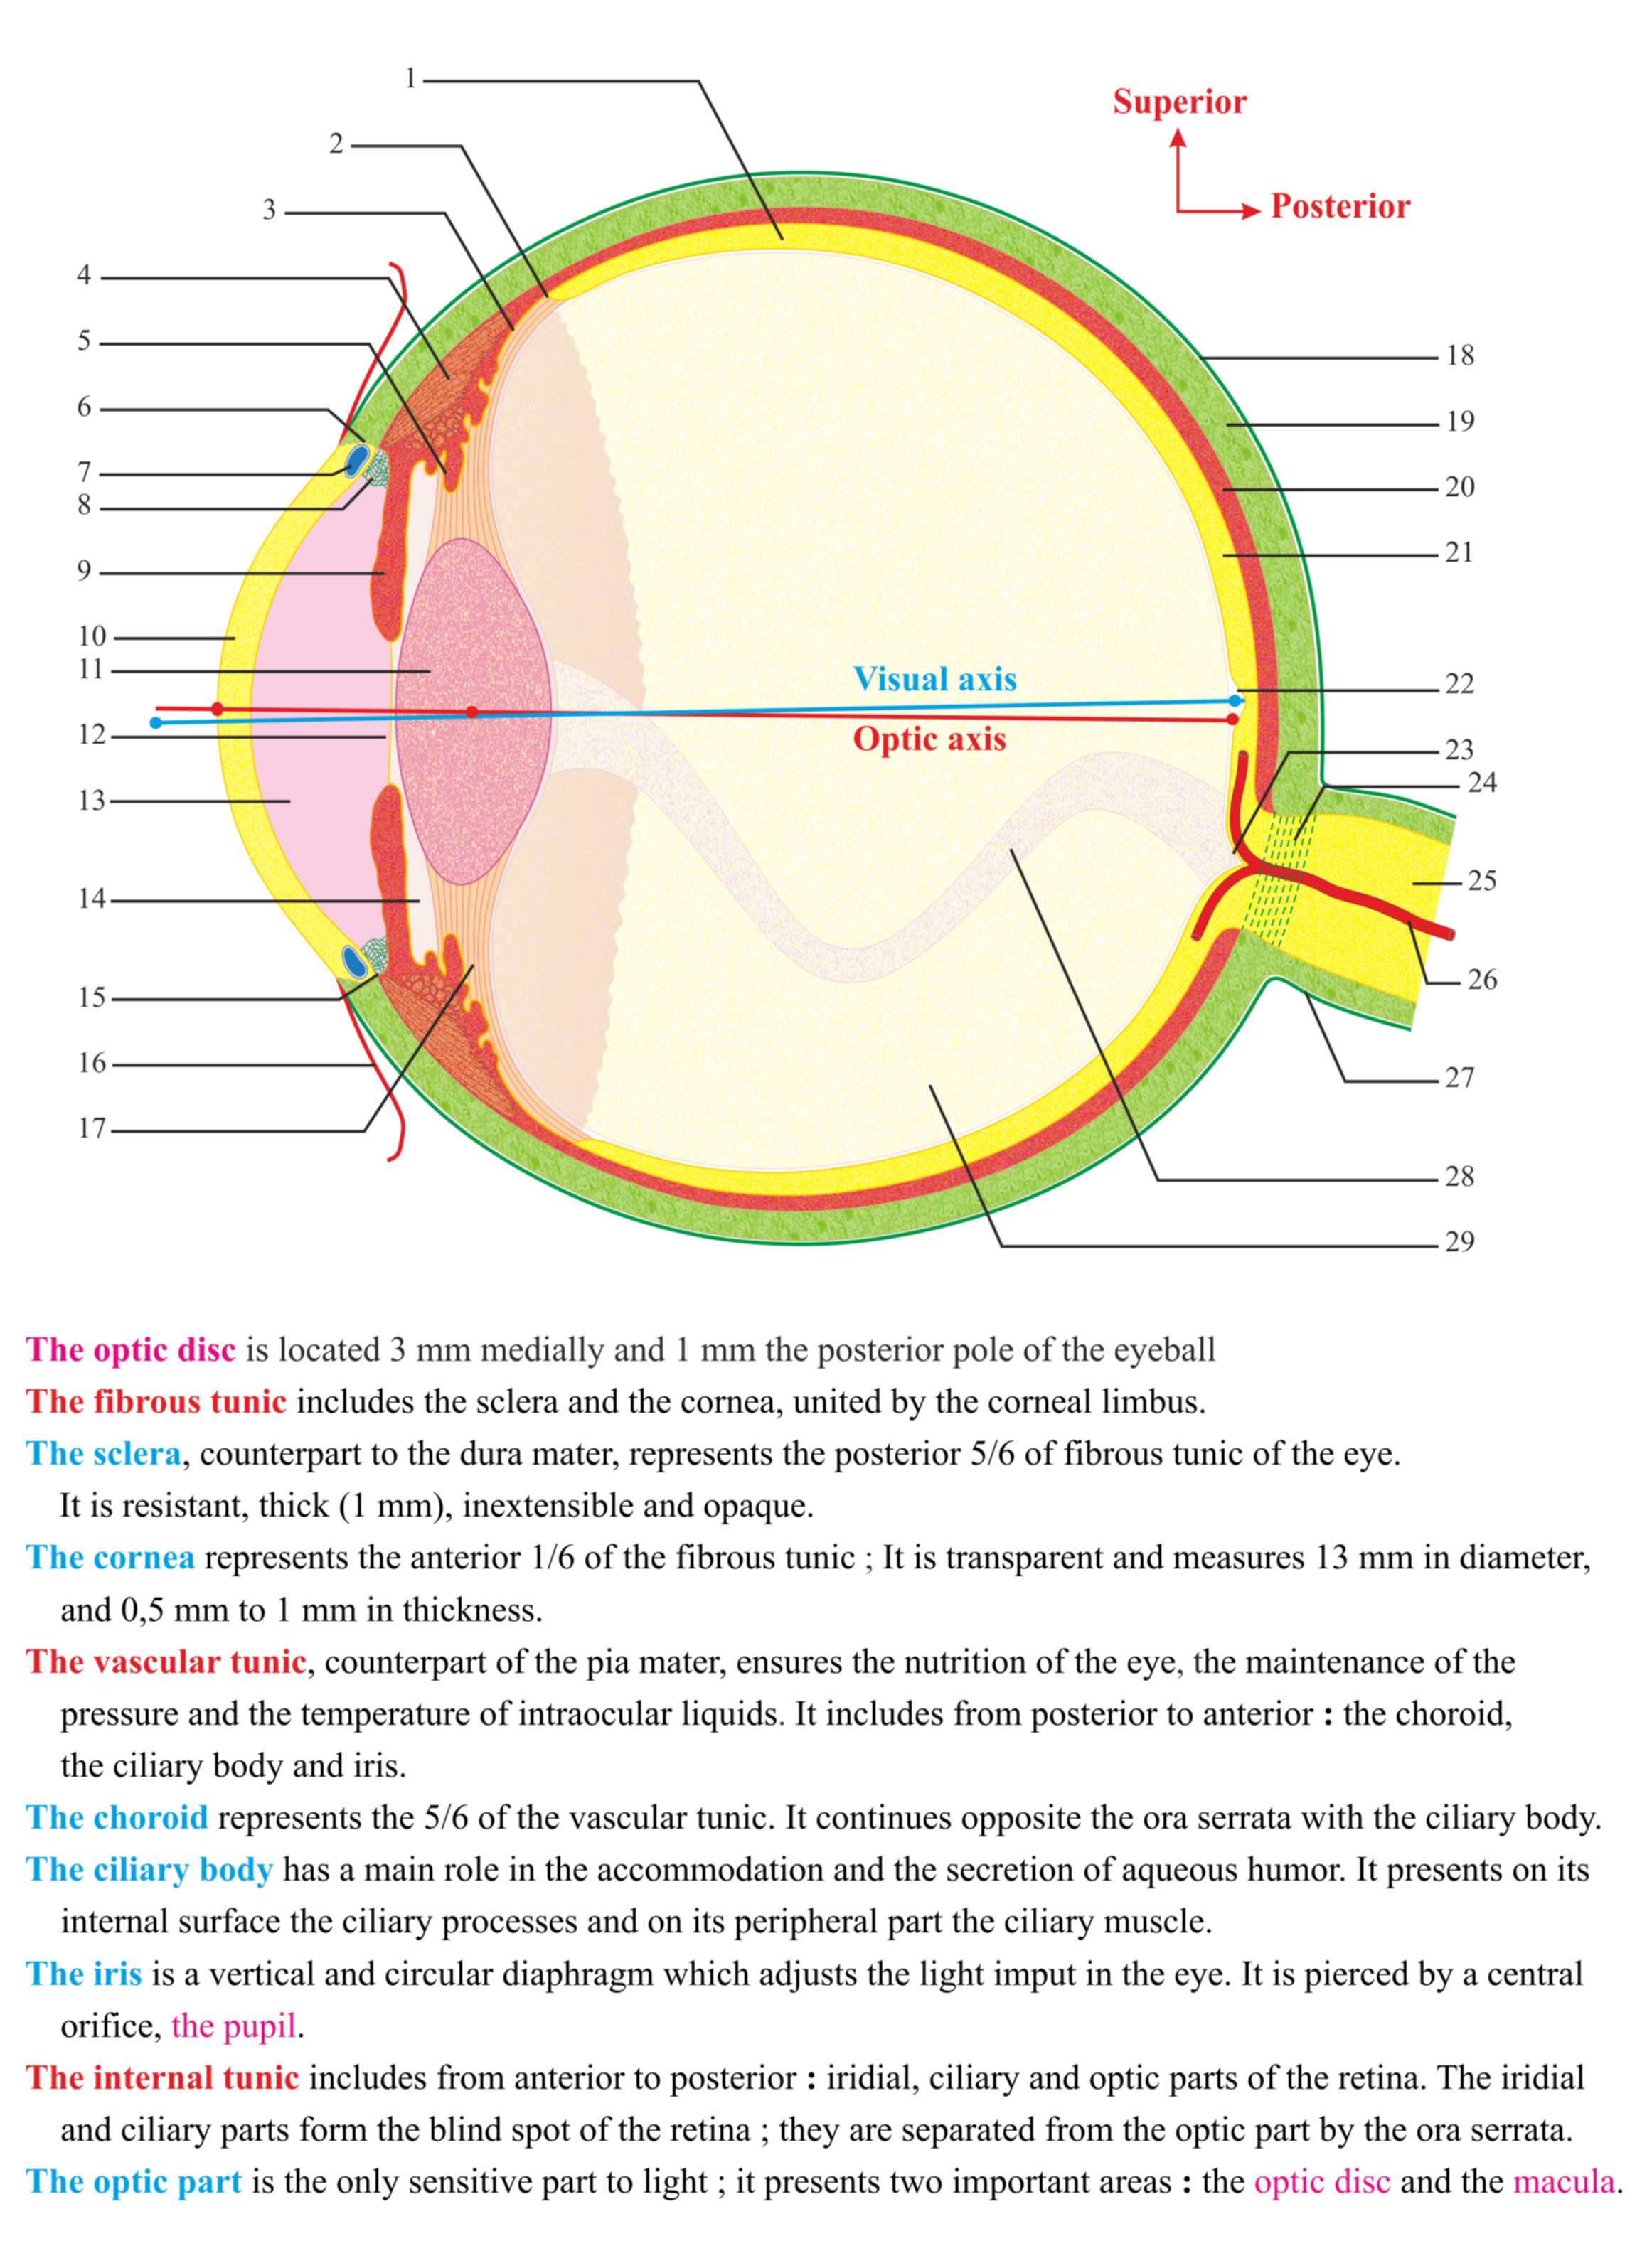 1
Superior
2
3
Posterior
4
5
18
6
19
7
20
8
21
9
10
11
Visual axis
22
12
Optic axis
23
24
13
25
14
26
15
16
27
17
28
29
The optic disc is located 3 mm medially and 1 mm the posterior pole of the eyeball
The fibrous tunic includes the sclera and the cornea, united by the corneal limbus.
The sclera, counterpart to the dura mater, represents the posterior 5/6 of fibrous tunic of the eye.
It is resistant, thick (1 mm), inextensible and opaque.
The cornea represents the anterior 1/6 of the fibrous tunic ; It is transparent and measures 13 mm in diameter,
and 0,5 mm to 1 mm in thickness.
The vascular tunic, counterpart of the pia mater, ensures the nutrition of the eye, the maintenance of the
pressure and the temperature of intraocular liquids. It includes from posterior to anterior : the choroid,
the ciliary body and iris.
The choroid represents the 5/6 of the vascular tunic. It continues opposite the ora serrata with the ciliary body.
The ciliary body has a main role in the accommodation and the secretion of aqueous humor. It presents on its
internal surface the ciliary processes and on its peripheral part the ciliary muscle.
The iris is a vertical and circular diaphragm which adjusts the light imput in the eye. It is pierced by a central
orifice, the pupil.
The internal tunic includes from anterior to posterior : iridial, ciliary and optic parts of the retina. The iridial
and ciliary parts form the blind spot of the retina ; they are separated from the optic part by the ora serrata.
The optic part is the only sensitive part to light ; it presents two important areas : the optic disc and the macula.